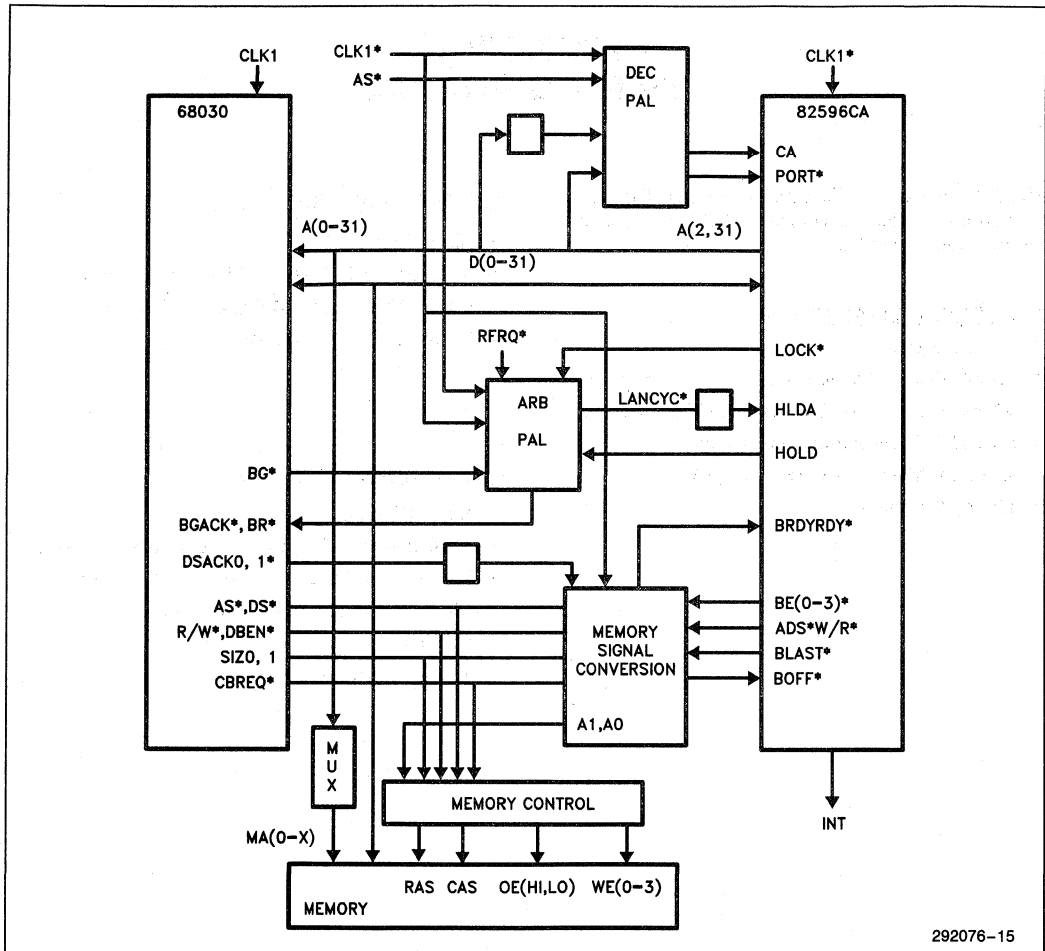 CLK1
CLK1*
AS*
CLK1*
68030
DEC
PAL
82596CA
CA
PORT*
A(0-31)
A(2,31)
D(0-31)
RFRQ*
LOCK*
ARB
PAL
LANCYC*
HLDA
HOLD
BG*
BGACK*, BR*
BRDYRDY*
DSACK0, 1*
AS*,DS*
R/W*,DBEN*
SIZ0, 1
CBREQ*
MEMORY
SIGNAL
CONVERSION
A1,A0
BE(0-3)*
ADS*W/R*
BLAST*
BOFF*
M
U
X
MEMORY CONTROL
INT
MA(0-X)
RAS CAS OE(HI,LO) WE(0-3)
MEMORY
292076-15